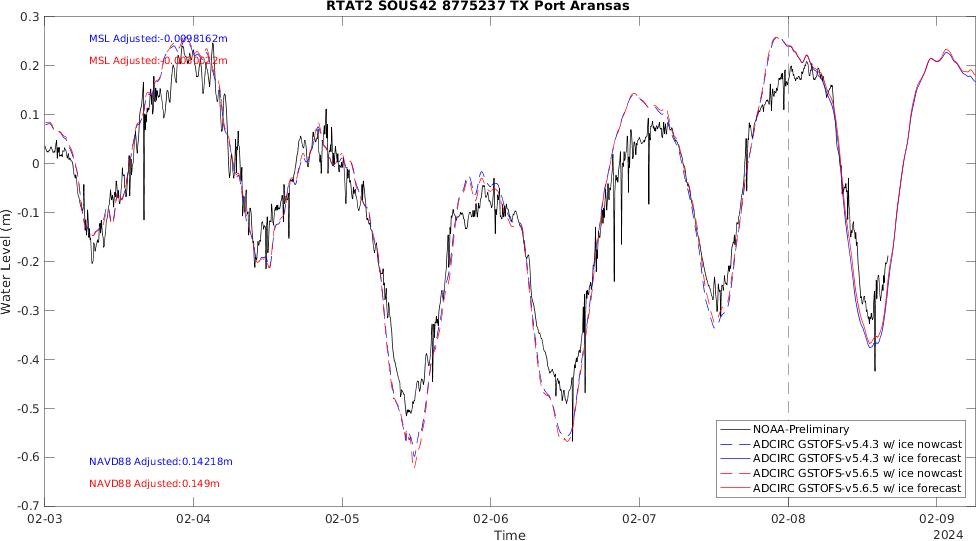 RTAT2 SOUS42 8775237 TX Port Aransas
0.3
0.2
0.1
0
-0.1
-0.2
-0.3
-0.4
-0.5
-0.6
-0.7
Water Level (m)
MSL Adjusted:-0.0098162m
MSL Adjusted:
NAVD88 Adjusted:0.14218m
NAVD88 Adjusted:0.149m
NOAA-Preliminary
ADCIRC GSTOFS-v5.4.3 w/ ice nowcast
ADCIRC GSTOFS-v5.4.3 w/ ice forecast
ADCIRC GSTOFS-v5.6.5 w/ ice nowcast
ADCIRC GSTOFS-v5.6.5 w/ ice forecast
02-03 02-04 02-05 02-06 02-07 02-08 02-09
2024
Time